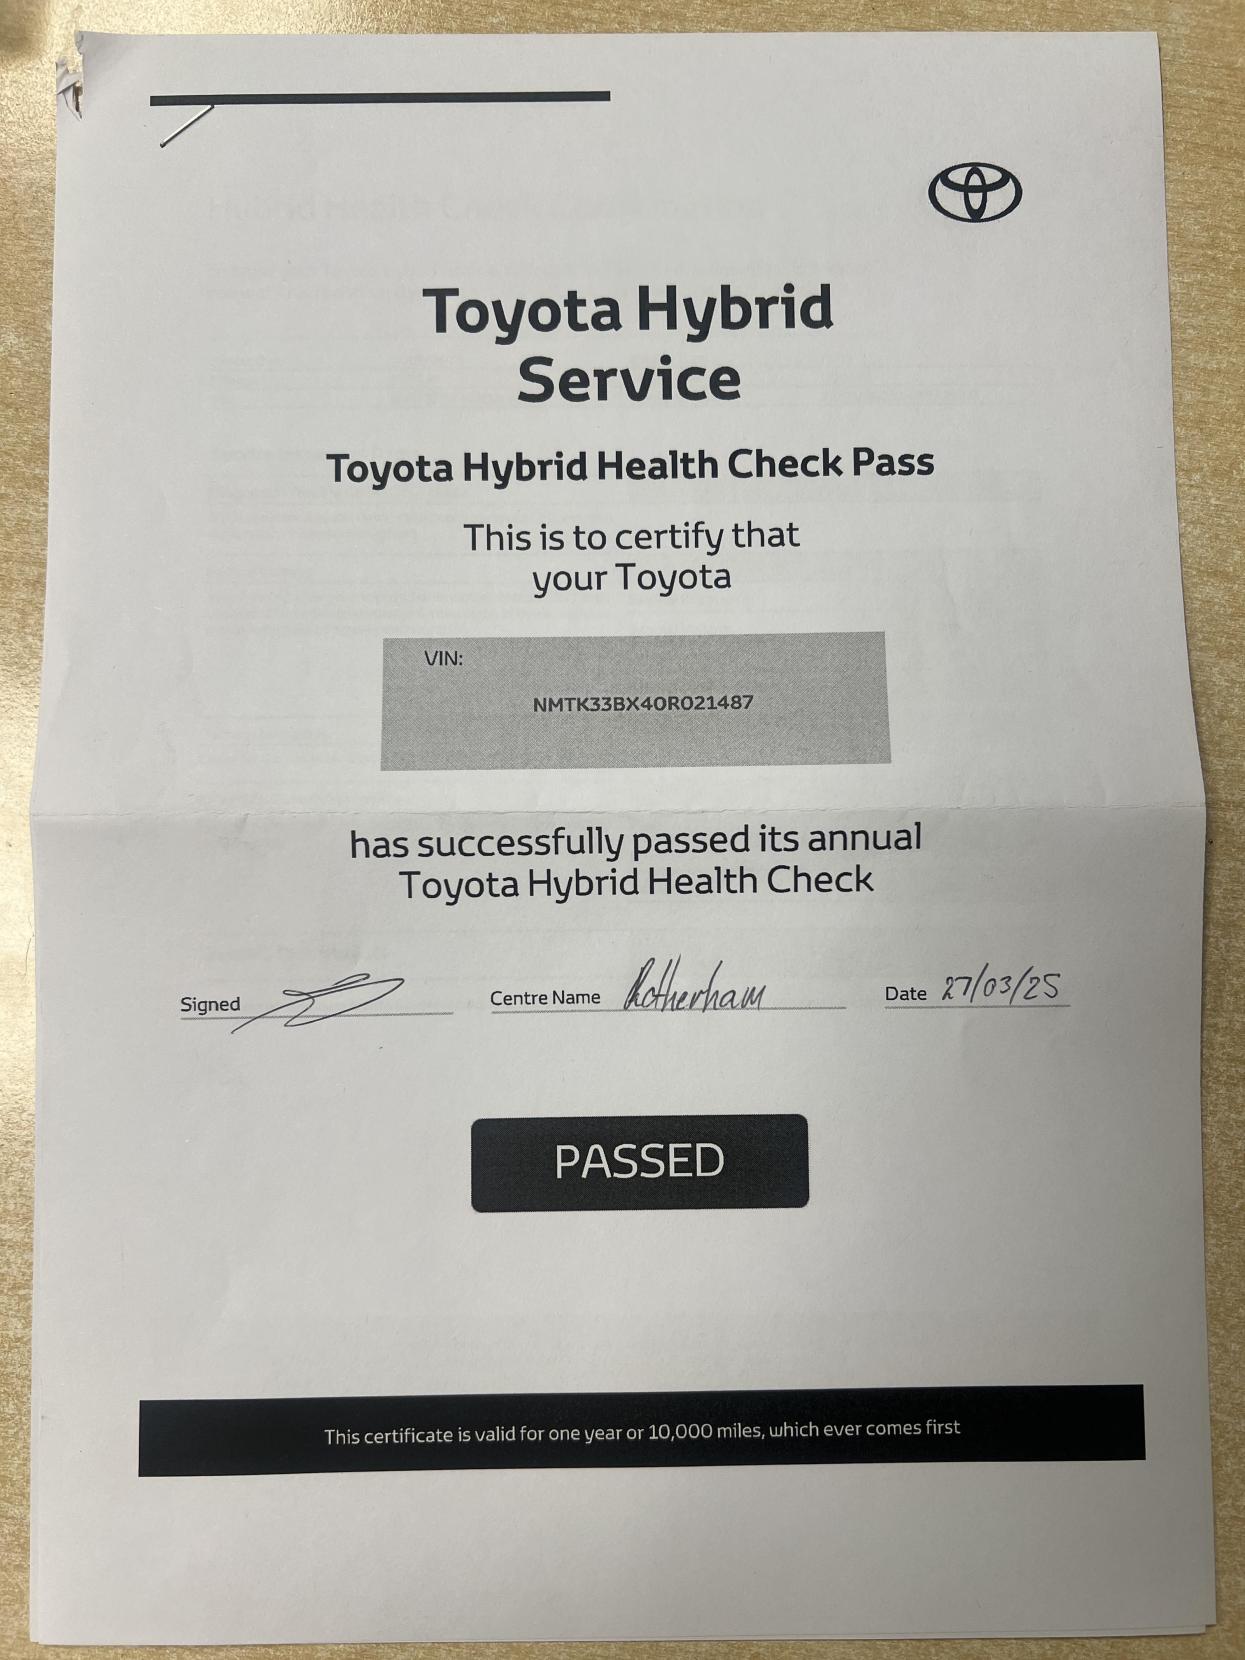 Toyota Hybrid
Service
Toyota Hybrid Health Check Pass
This is to certify that
your Toyota
VIN:
NMTK33BX40R021487
has successfully passed its annual
Toyota Hybrid Health Check
Signed Centre Name Rotherham Date 27/03/25
PASSED
This certificate is valid for one year or 10,000 miles, which ever comes first